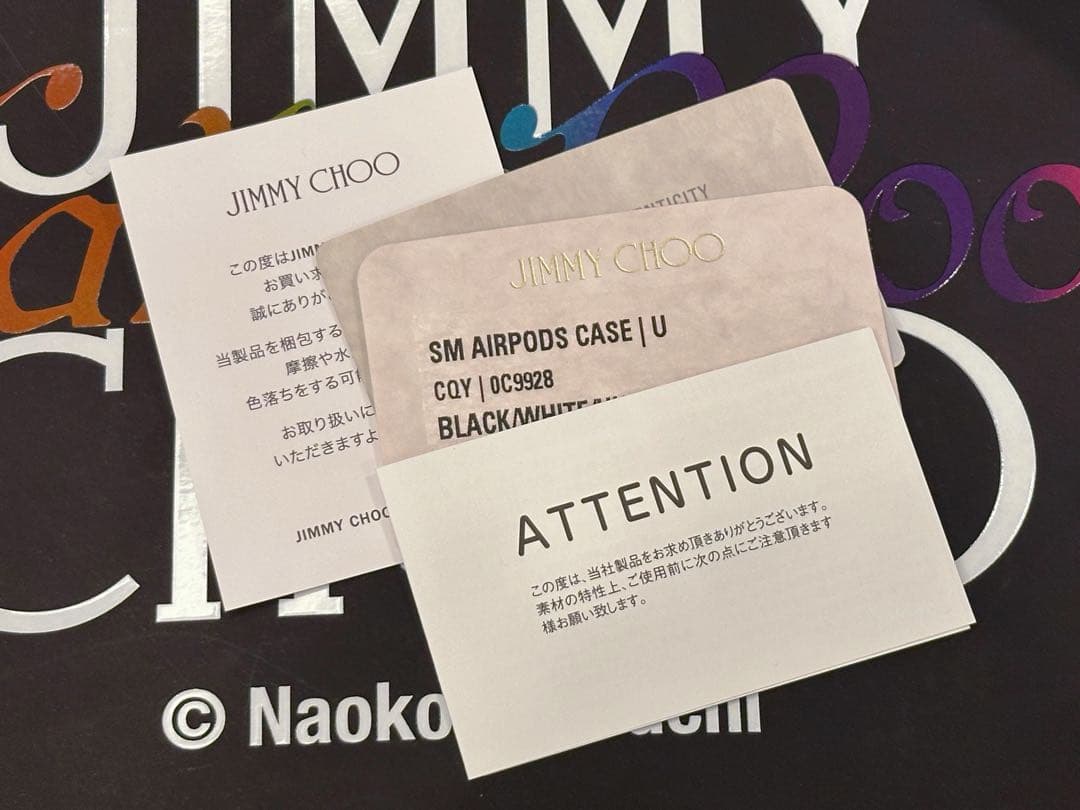 JIMMY
CHOO
© Naoko
JIMMY CHOO
この度はJIMM
お買い求
誠にありが
当製品を梱包する
摩擦や水
色落ちをする可
お取り扱いに
いただきますよ
JIMMY CHOO
JIMMY CHOO
SM AIRPODS CASE | U
CQY | 0C9928
BLACK/WHITE/
ATTENTION
この度は、当社製品をお求め頂きありがとうございます。
素材の特性上、ご使用前に次の点にご注意頂きます
様お願い致します。